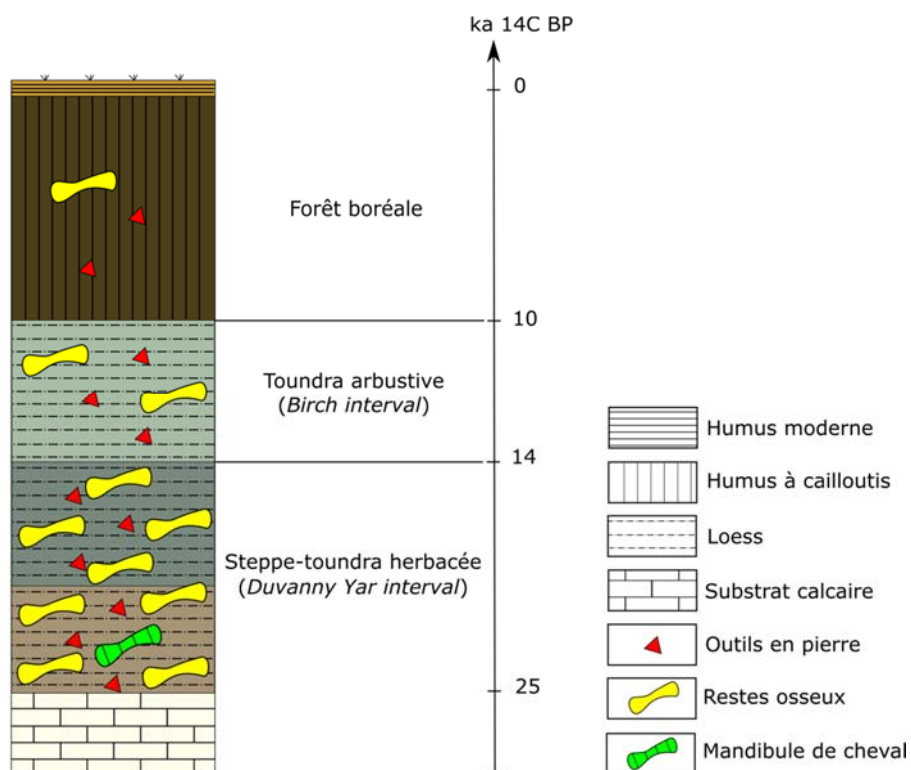 ka 14C BP
0
Forêt boréale
10
Toundra arbustive
(Birch interval)
14
Steppe-toundra herbacée
(Duvanny Yar interval)
25
Humus moderne
Humus à cailloutis
Loess
Substrat calcaire
Outils en pierre
Restes osseux
Mandibule de cheval